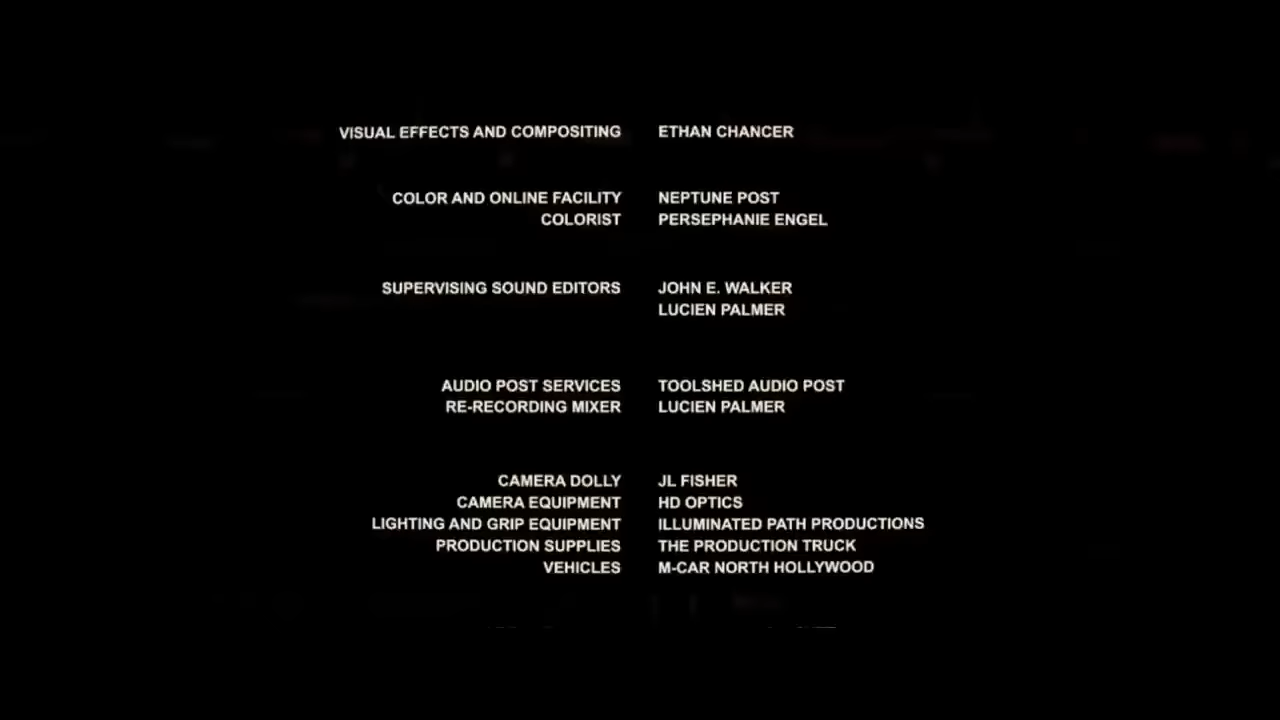 VISUAL EFFECTS AND COMPOSITING ETHAN CHANCER
COLOR AND ONLINE FACILITY NEPTUNE POST
COLORIST PERSEPHANIE ENGEL
SUPERVISING SOUND EDITORS JOHN E. WALKER
LUCIEN PALMER
AUDIO POST SERVICES TOOLSHED AUDIO POST
RE-RECORDING MIXER LUCIEN PALMER
CAMERA DOLLY JL FISHER
CAMERA EQUIPMENT HD OPTICS
LIGHTING AND GRIP EQUIPMENT ILLUMINATED PATH PRODUCTIONS
PRODUCTION SUPPLIES THE PRODUCTION TRUCK
VEHICLES M-CAR NORTH HOLLYWOOD